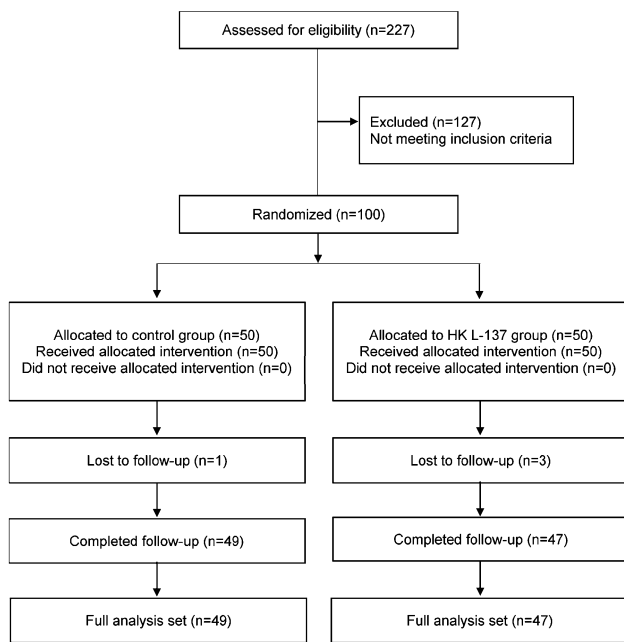 Assessed for eligibility (n=227)
Excluded (n=127)
Not meeting inclusion criteria
Randomized (n=100)
Allocated to control group (n=50)
Received allocated intervention (n=50)
Did not receive allocated intervention (n=0)
Allocated to HK L-137 group (n=50)
Received allocated intervention (n=50)
Did not receive allocated intervention (n=0)
Lost to follow-up (n=1)
Lost to follow-up (n=3)
Completed follow-up (n=49)
Completed follow-up (n=47)
Full analysis set (n=49)
Full analysis set (n=47)